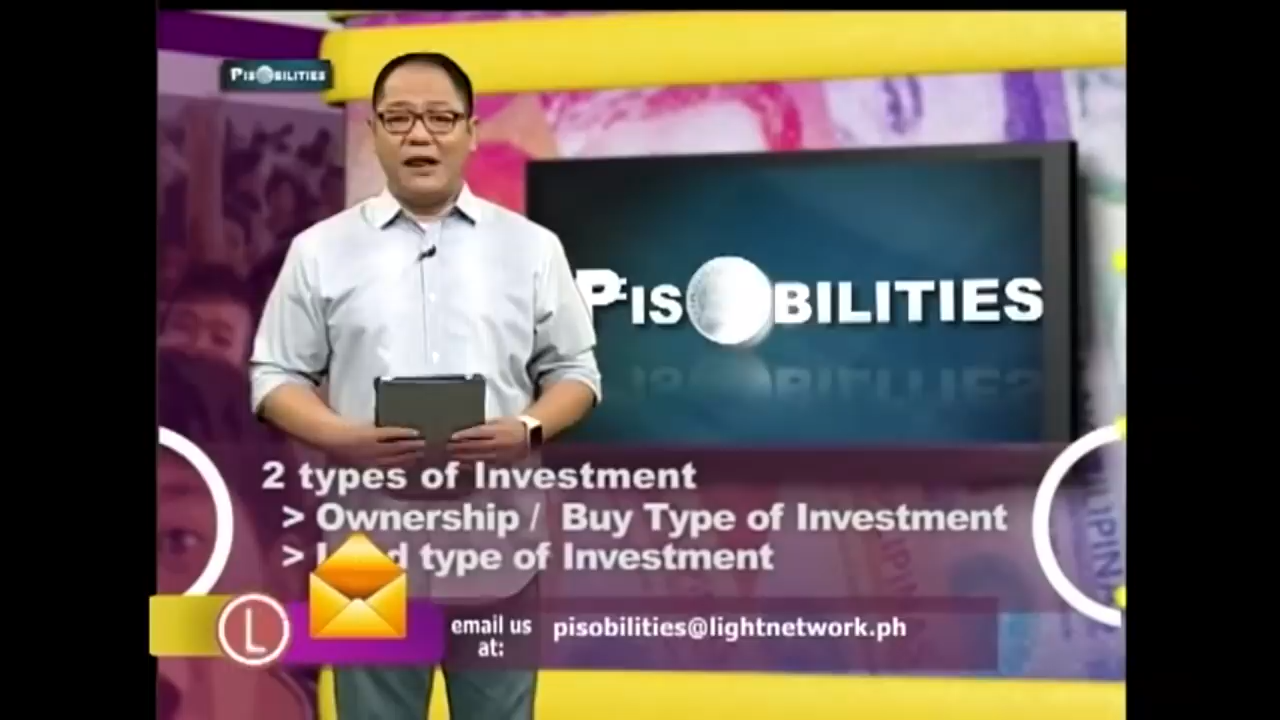 PISOBILITIES
PISOBILITIES
2 types of Investment
> Ownership / Buy Type of Investment
> type of Investment
L
email us
at:
pisobilities@lightnetwork.ph